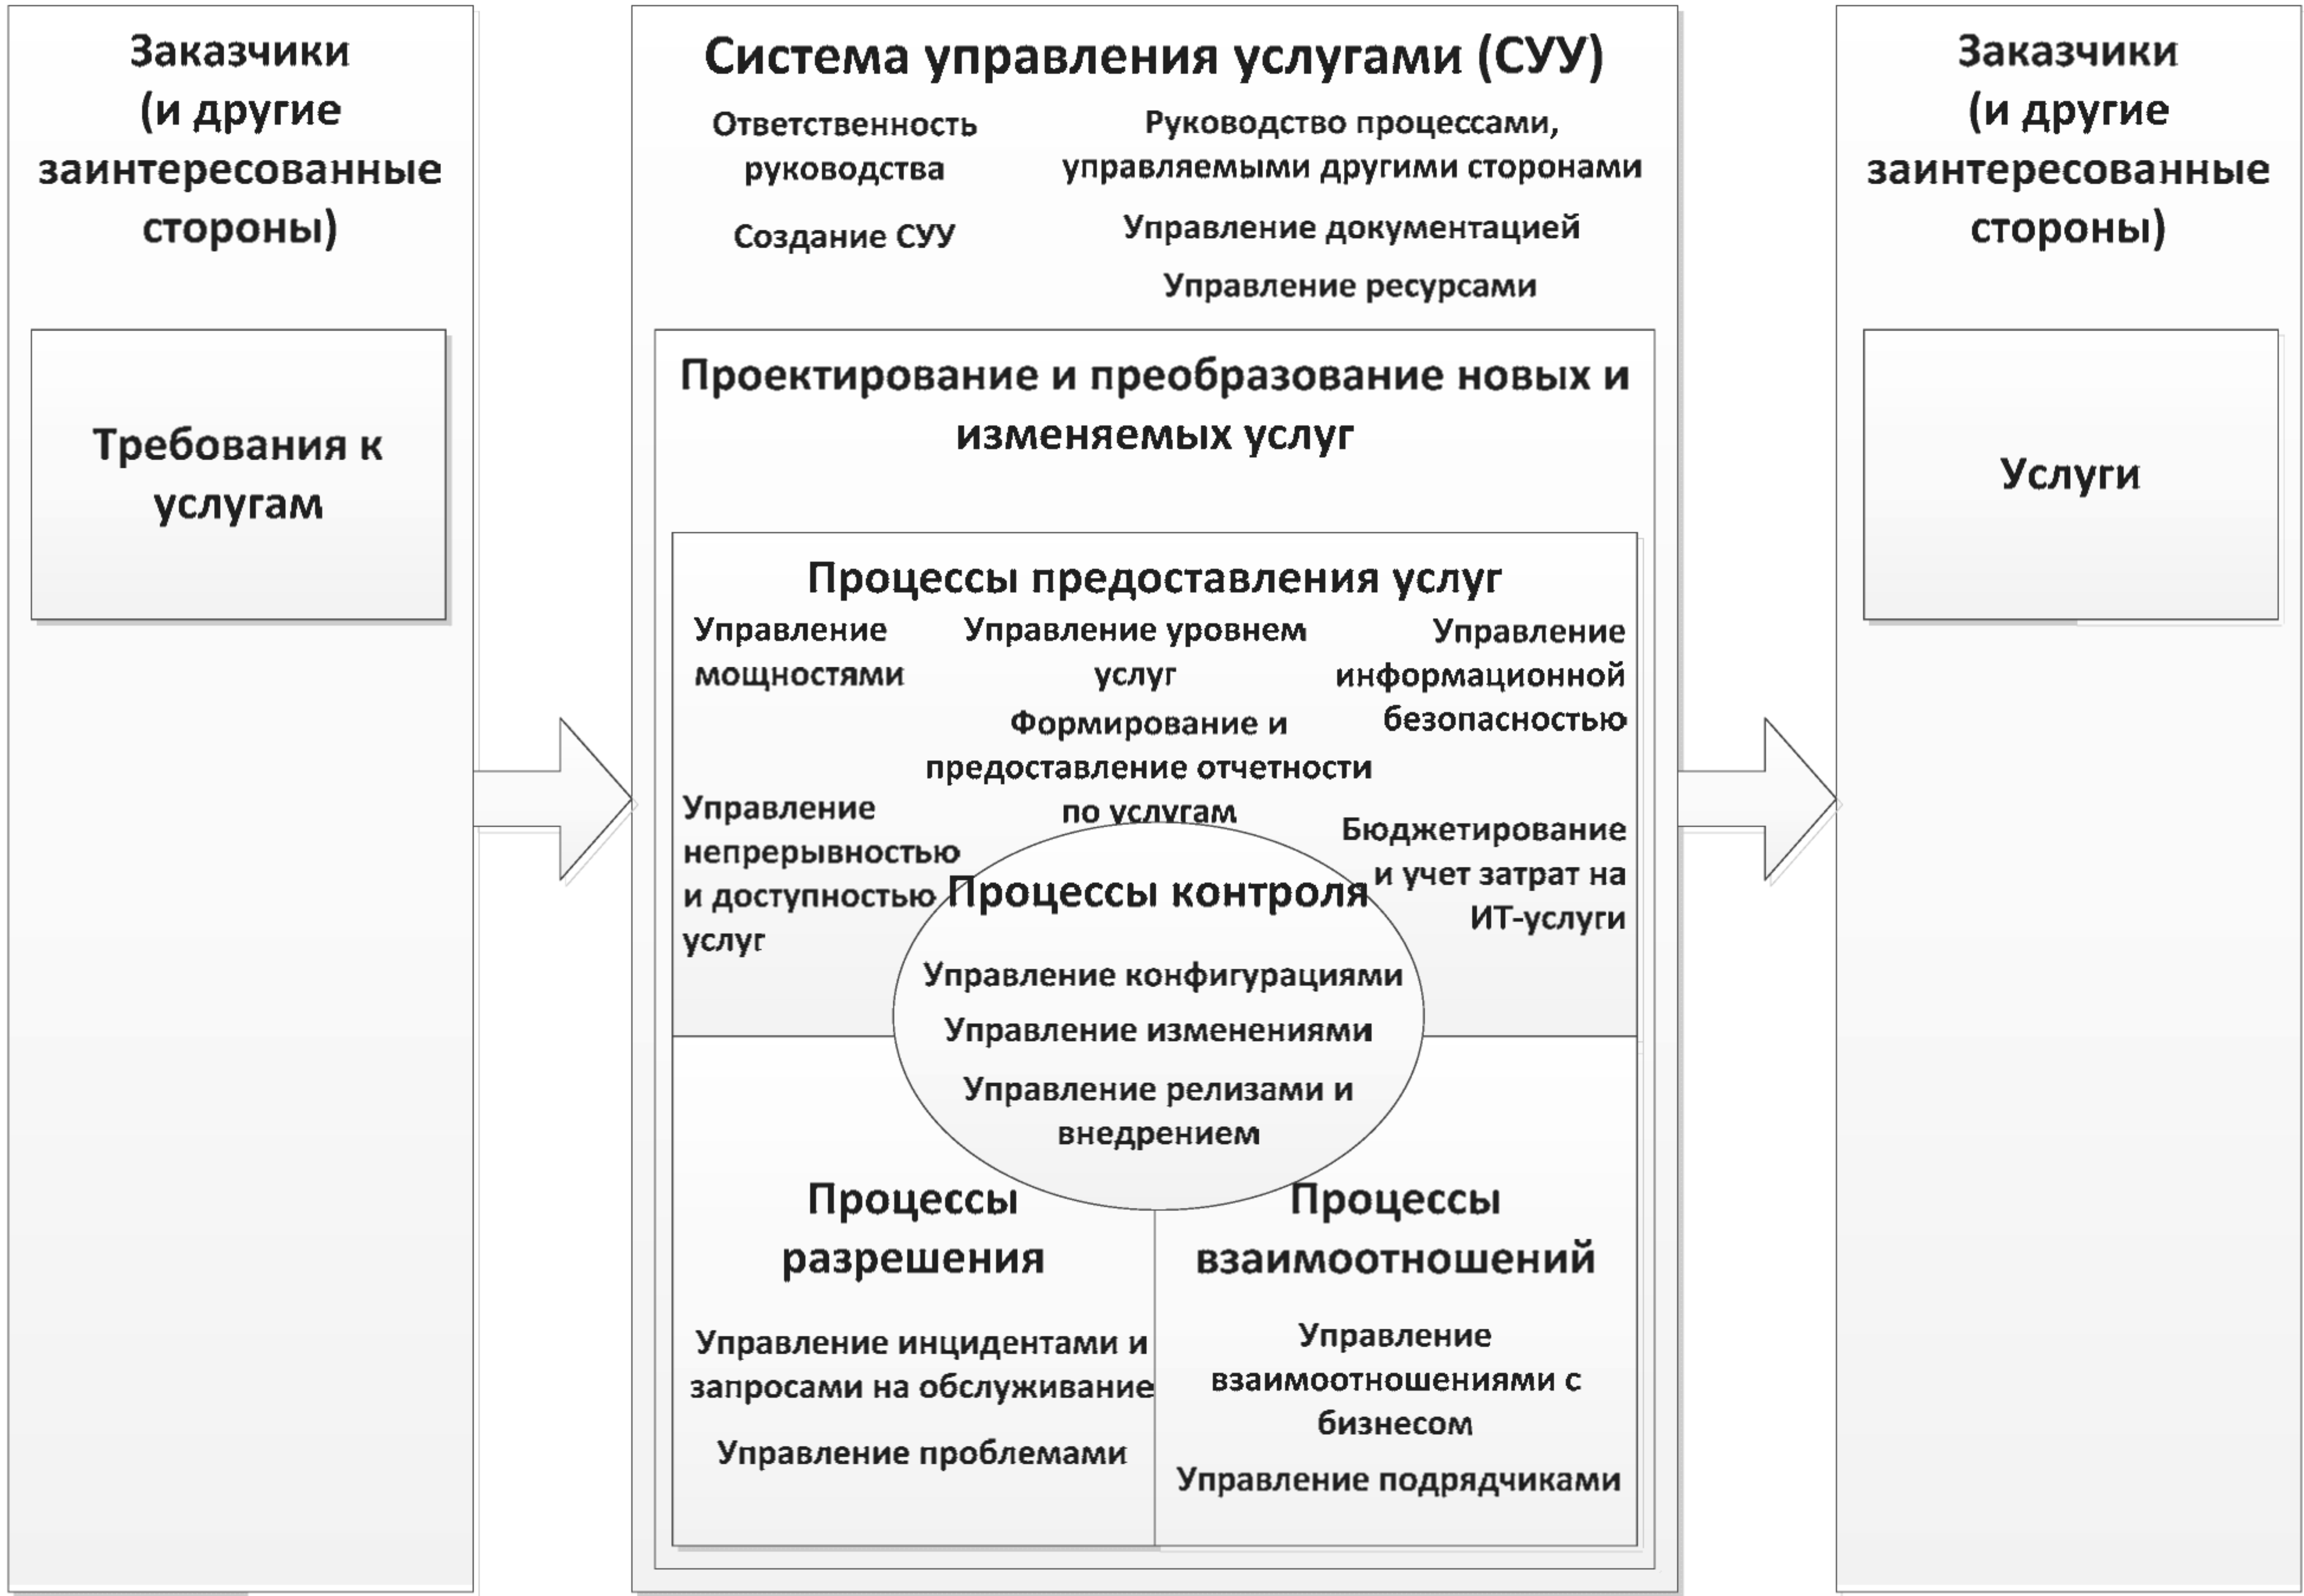 Заказчики
(и другие
заинтересованные
стороны)
Требования к
услугам
Система управления услугами (СУУ)
Ответственность
руководства
Создание СУУ
Руководство процессами,
управляемыми другими сторонами
Управление документацией
Управление ресурсами
Проектирование и преобразование новых и
изменяемых услуг
Процессы предоставления услуг
Управление
мощностями
Управление непрерывностью
и доступностью
услуг
Управление уровнем
услуг
Формирование и
предоставление отчетности
по услугам
Управление
информационной
безопасностью
Бюджетирование
и учет затрат на
ИТ-услуги
Процессы контроля
Управление конфигурациями
Управление изменениями
Управление релизами и
внедрением
Процессы
разрешения
Управление инцидентами и
запросами на обслуживание
Управление проблемами
Процессы
взаимоотношений
Управление
взаимоотношениями с
бизнесом
Управление подрядчиками
Заказчики
(и другие
заинтересованные
стороны)
Услуги